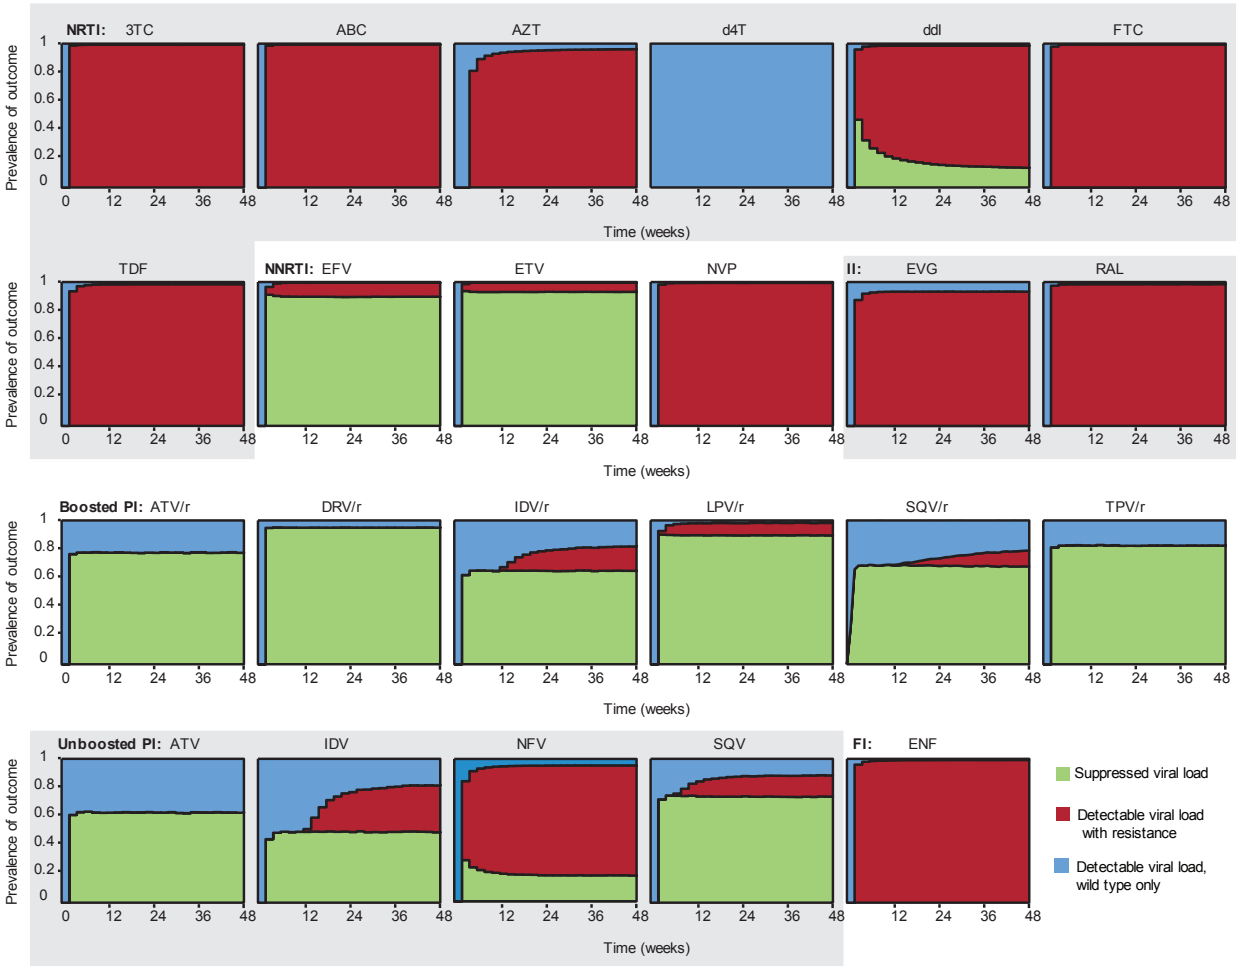 NRTI: 3TC ABC AZT d4T ddI FTC
Prevalence of outcome
1
0.8
0.6
0.4
0.2
0
0 12 24 36 48 12 24 36 48 12 24 36 48 12 24 36 48 12 24 36 48 12 24 36 48
Time (weeks)
TDF NNRTI: EFV ETV NVP II: EVG RAL
Prevalence of outcome
1
0.8
0.6
0.4
0.2
0
0 12 24 36 48 12 24 36 48 12 24 36 48 12 24 36 48 12 24 36 48 12 24 36 48
Time (weeks)
Boosted PI: ATV/r DRV/r IDV/r LPV/r SQV/r TPV/r
Prevalence of outcome
1
0.8
0.6
0.4
0.2
0
0 12 24 36 48 12 24 36 48 12 24 36 48 12 24 36 48 12 24 36 48 12 24 36 48
Time (weeks)
Unboosted PI: ATV IDV NFV SQV FI: ENF
Prevalence of outcome
1
0.8
0.6
0.4
0.2
0
0 12 24 36 48 12 24 36 48 12 24 36 48 12 24 36 48 12 24 36 48
Time (weeks)
Suppressed viral load
Detectable viral load
with resistance
Detectable viral load,
wild type only